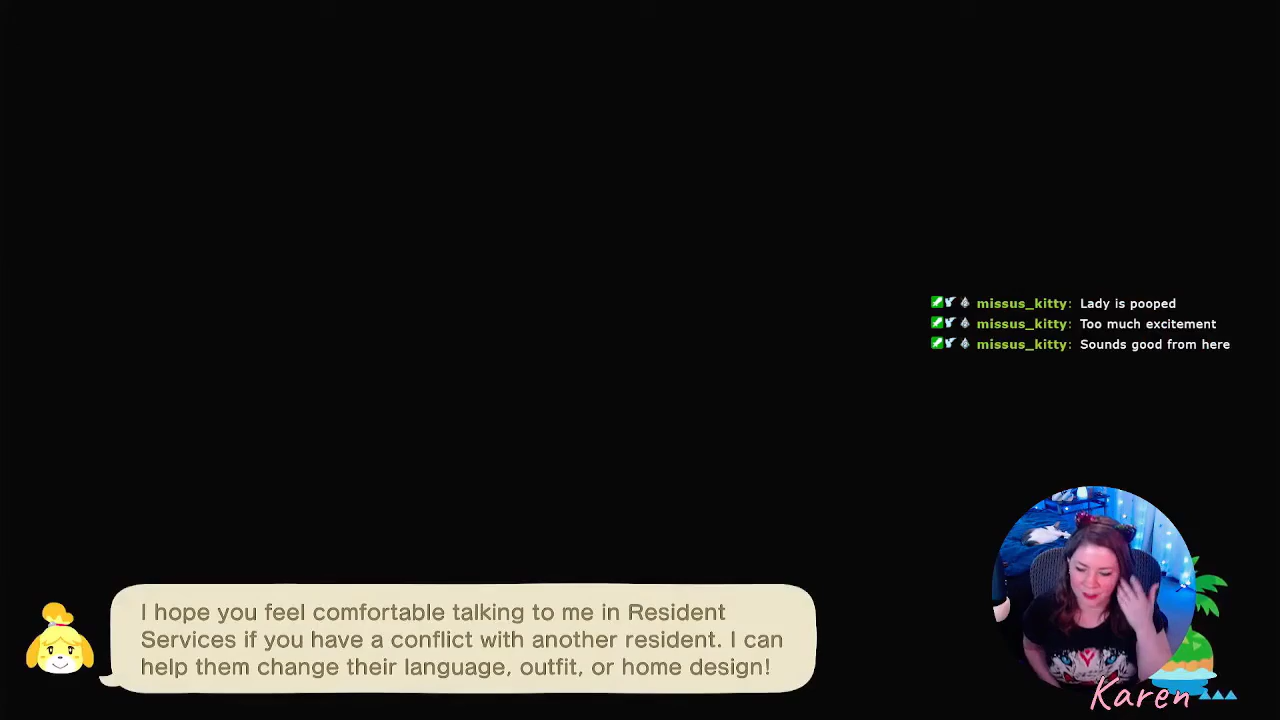 missus_kitty: Lady is pooped
missus_kitty: Too much excitement
missus_kitty: Sounds good from here
I hope you feel comfortable talking to me in Resident
Services if you have a conflict with another resident. I can
help them change their language, outfit, or home design!
Karen